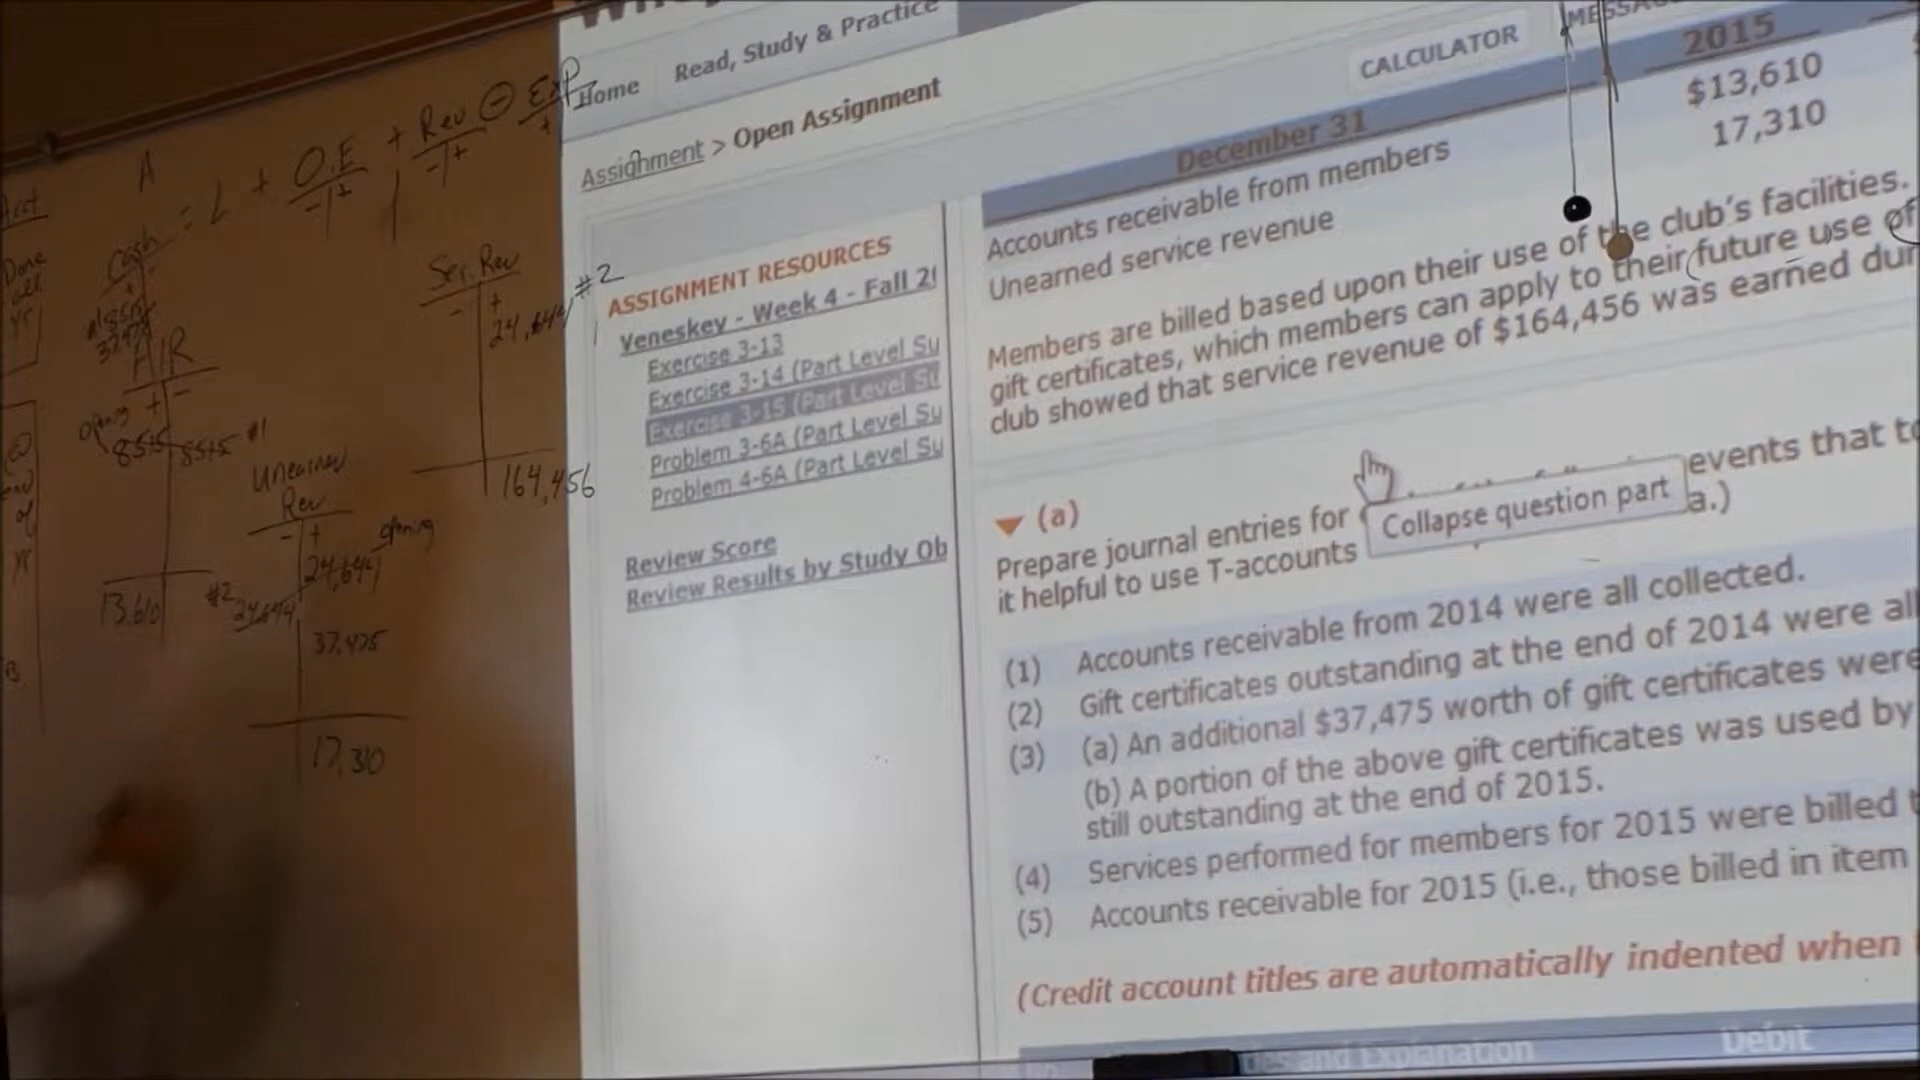 A = L + O.E + Rev - Exp
- | + - | + +
Cash
A/R
+ -
opening
8515 8515 #1
13,610
Unearned
Rev
- +
opening
24,644
#2
24,644
37,475
17,310
Ser. Rev
- +
24,644 #2
164,456
Home Read, Study & Practice
CALCULATOR
Assignment > Open Assignment
ASSIGNMENT RESOURCES
Veneskey - Week 4 - Fall 2
Exercise 3-13
Exercise 3-14 (Part Level Su
Exercise 3-15 (Part Level Su
Problem 3-6A (Part Level Su
Problem 4-6A (Part Level Su
Review Score
Review Results by Study Ob
December 31 2015
Accounts receivable from members $13,610
Unearned service revenue 17,310
Members are billed based upon their use of the club's facilities.
gift certificates, which members can apply to their future use of
club showed that service revenue of $164,456 was earned dur
(a)
Prepare journal entries for events that to
Collapse question part
it helpful to use T-accounts a.)
(1) Accounts receivable from 2014 were all collected.
(2) Gift certificates outstanding at the end of 2014 were all
(3) (a) An additional $37,475 worth of gift certificates were
(b) A portion of the above gift certificates was used by
still outstanding at the end of 2015.
(4) Services performed for members for 2015 were billed t
(5) Accounts receivable for 2015 (i.e., those billed in item
(Credit account titles are automatically indented when
and Explanation Debit